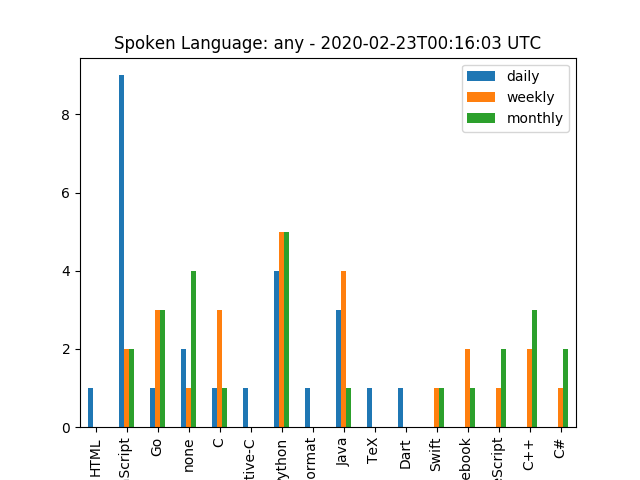 Spoken Language: any - 2020-02-23T00:16:03 UTC
daily
weekly
monthly
8
6
4
2
0
HTML
Script
Go
none
C
tive-C
ython
ormat
Java
TeX
Dart
Swift
ebook
eScript
C++
C#